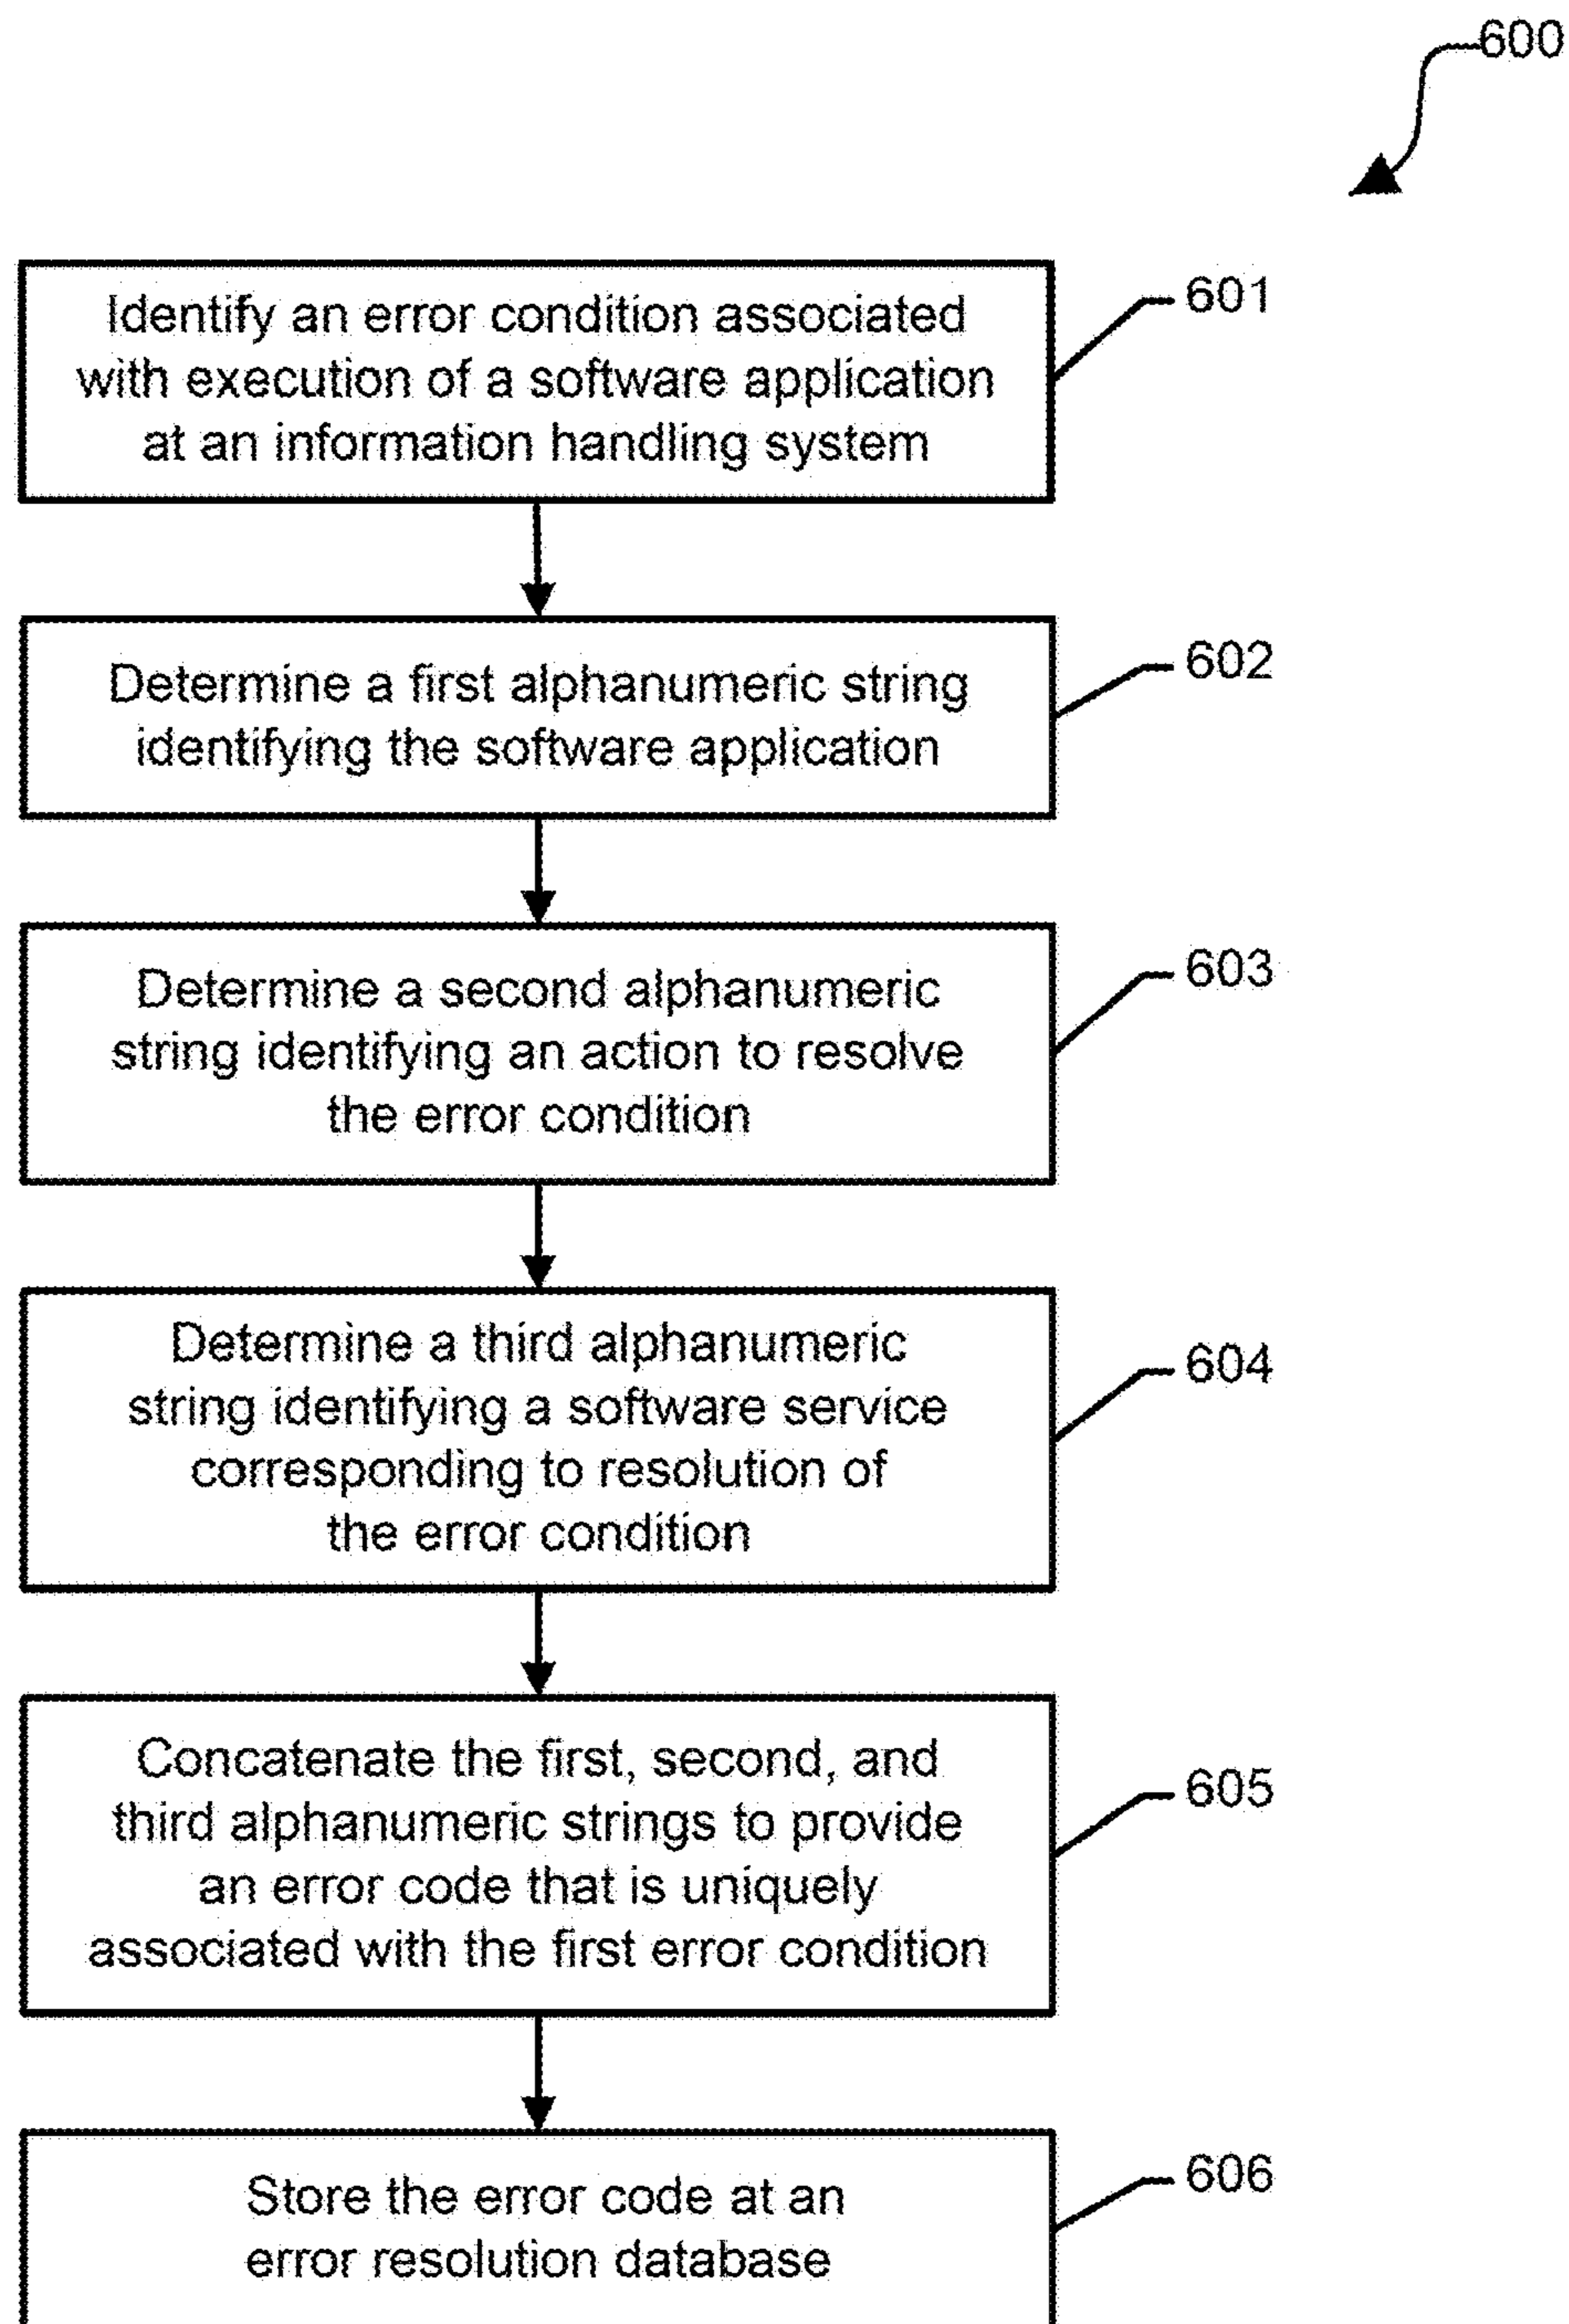 600
Identify an error condition associated
with execution of a software application
at an information handling system
601
Determine a first alphanumeric string
identifying the software application
602
Determine a second alphanumeric
string identifying an action to resolve
the error condition
603
Determine a third alphanumeric
string identifying a software service
corresponding to resolution of
the error condition
604
Concatenate the first, second, and
third alphanumeric strings to provide
an error code that is uniquely
associated with the first error condition
605
Store the error code at an
error resolution database
606